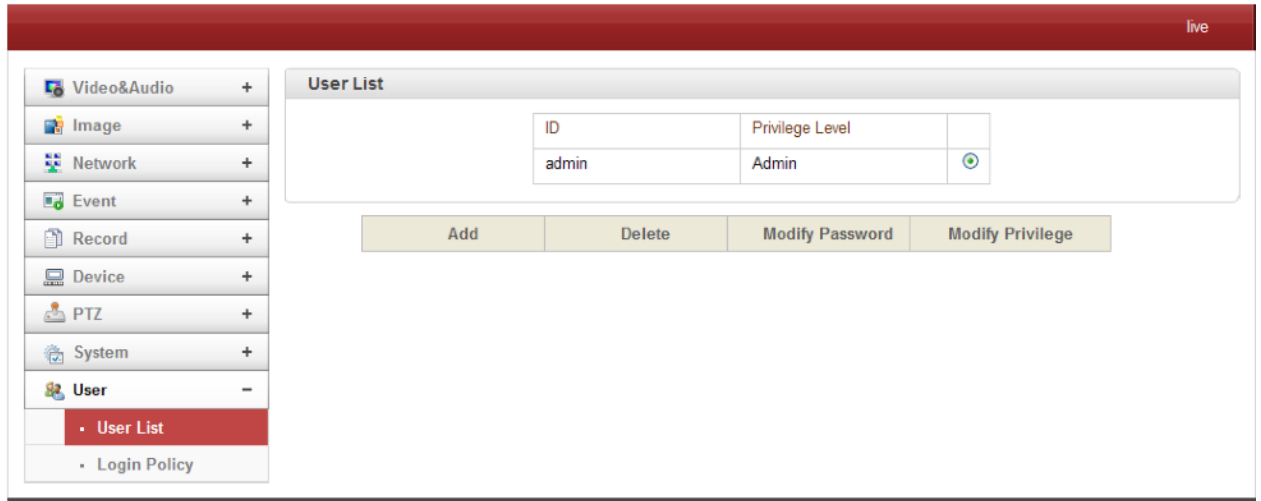 live
Video&Audio +
Image +
Network +
Event +
Record +
Device +
PTZ +
System +
User -
User List
Login Policy
User List
ID Privilege Level
admin Admin
Add Delete Modify Password Modify Privilege